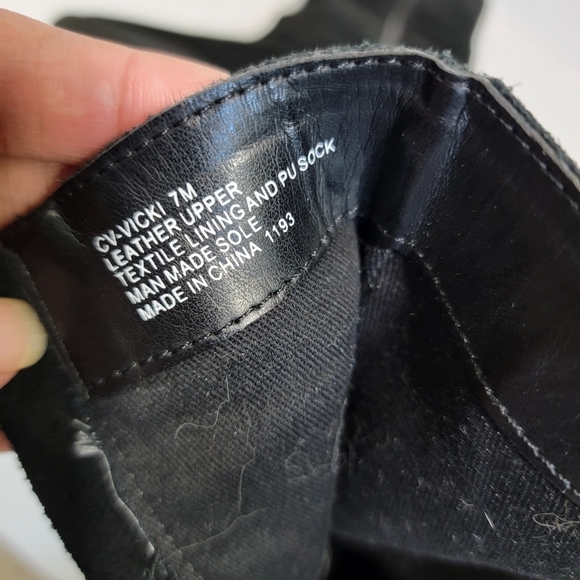 CV-VICKI 7M
LEATHER UPPER
TEXTILE LINING AND PU SOCK
MAN MADE SOLE
MADE IN CHINA 1193